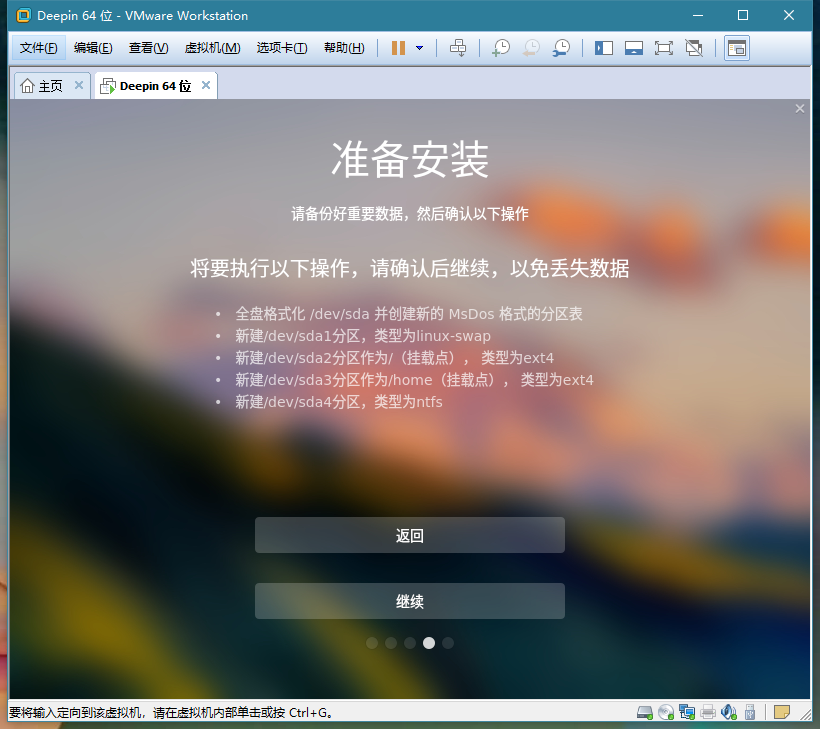 Deepin 64 位 - VMware Workstation
文件(F) 编辑(E) 查看(V) 虚拟机(M) 选项卡(T) 帮助(H)
主页 Deepin 64 位
准备安装
请备份好重要数据，然后确认以下操作
将要执行以下操作，请确认后继续，以免丢失数据
• 全盘格式化 /dev/sda 并创建新的 MsDos 格式的分区表
• 新建/dev/sda1分区，类型为linux-swap
• 新建/dev/sda2分区作为/（挂载点）， 类型为ext4
• 新建/dev/sda3分区作为/home（挂载点）， 类型为ext4
• 新建/dev/sda4分区，类型为ntfs
返回
继续
要将输入定向到该虚拟机，请在虚拟机内部单击或按 Ctrl+G。